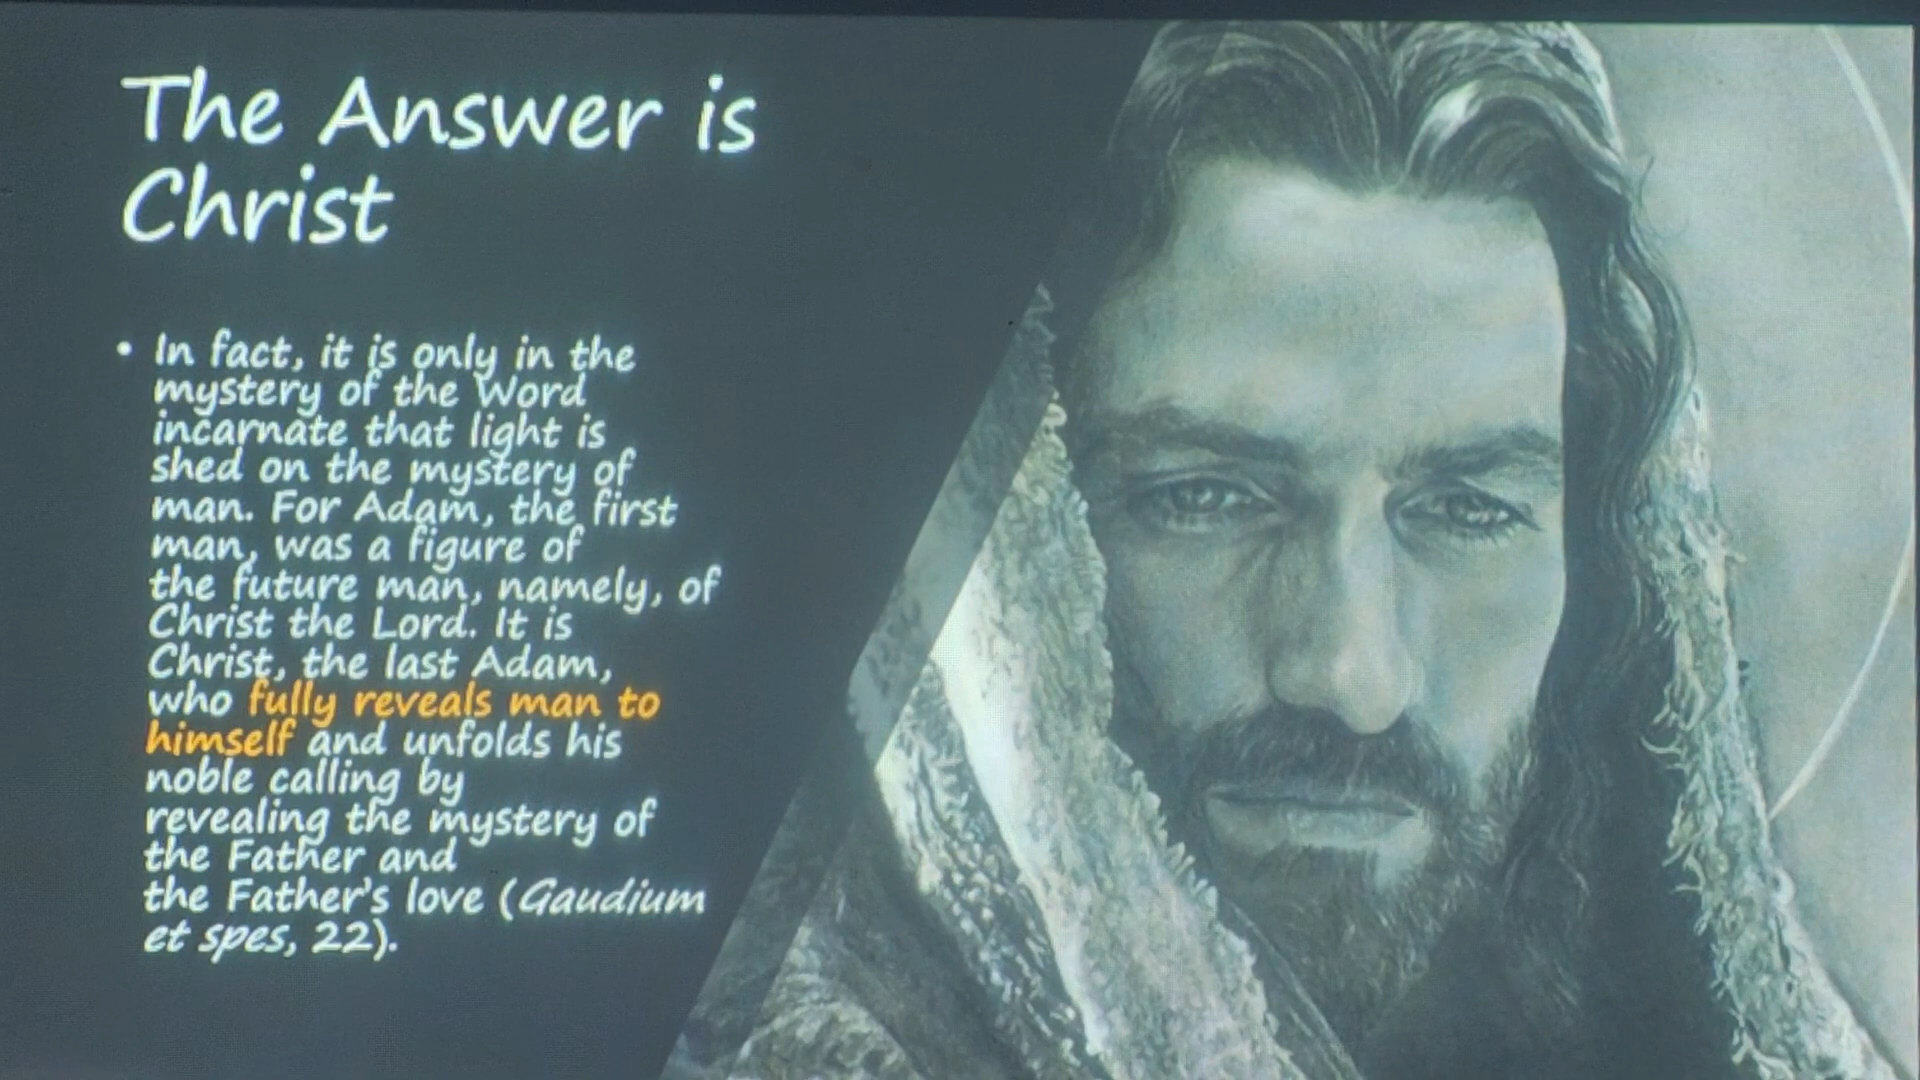 The Answer is
Christ
• In fact, it is only in the
mystery of the Word
incarnate that light is
shed on the mystery of
man. For Adam, the first
man, was a figure of
the future man, namely, of
Christ the Lord. It is
Christ, the last Adam,
who fully reveals man to
himself and unfolds his
noble calling by
revealing the mystery of
the Father and
the Father's love (Gaudium
et spes, 22).